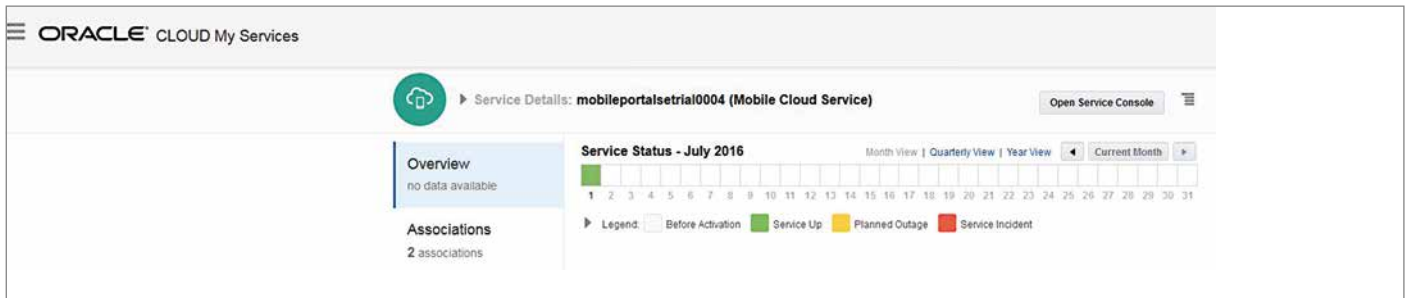 ORACLE® CLOUD My Services
Service Details: mobileportalsetrial0004 (Mobile Cloud Service)
Open Service Console
Overview
no data available
Associations
2 associations
Service Status - July 2016
Month View | Quarterly View | Year View
Current Month
1 2 3 4 5 6 7 8 9 10 11 12 13 14 15 16 17 18 19 20 21 22 23 24 25 26 27 28 29 30 31
Legend: Before Activation Service Up Planned Outage Service Incident